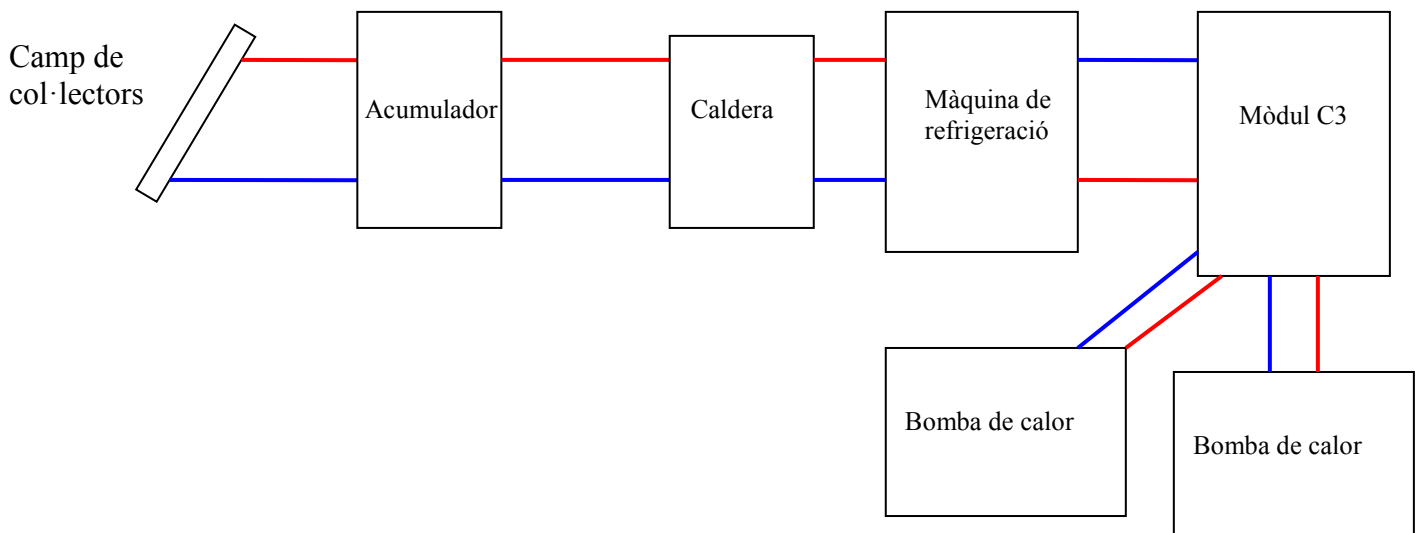 Camp de
col·lectors
Acumulador
Caldera
Màquina de
refrigeració
Mòdul C3
Bomba de calor
Bomba de calor